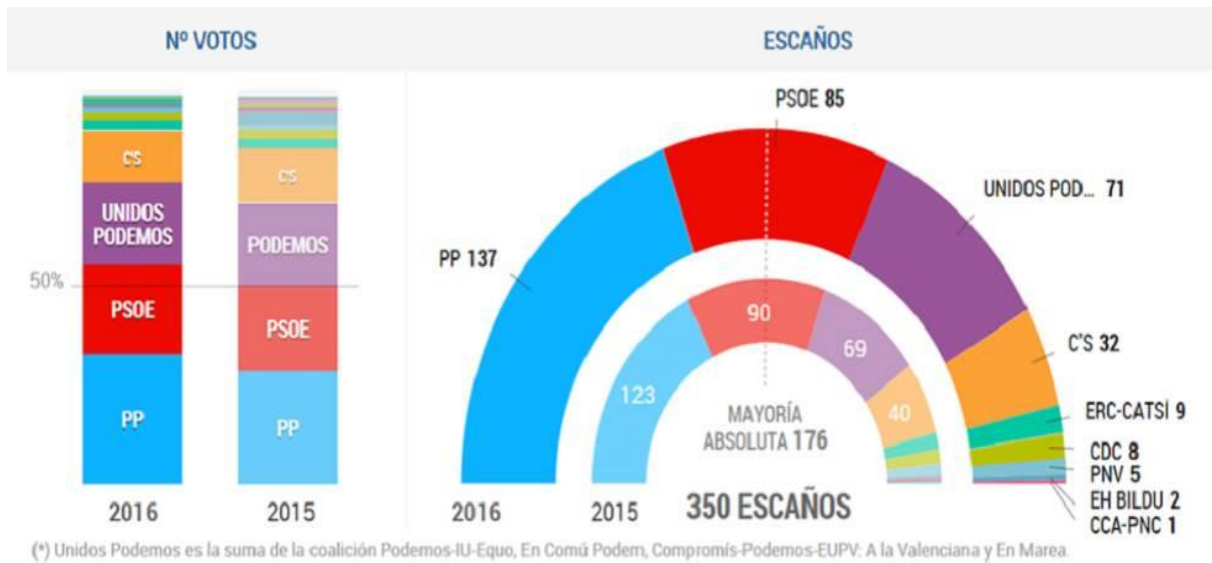 Nº VOTOS
ESCAÑOS
50%
C'S
UNIDOS
PODEMOS
PSOE
PP
2016
C'S
PODEMOS
PSOE
PP
2015
PSOE 85
UNIDOS POD... 71
PP 137
C'S 32
ERC-CATSÍ 9
CDC 8
PNV 5
EH BILDU 2
CCA-PNC 1
123
90
69
40
MAYORÍA
ABSOLUTA 176
2016
2015
350 ESCAÑOS
(*) Unidos Podemos es la suma de la coalición Podemos-IU-Equo, En Comú Podem, Compromís-Podemos-EUPV: A la Valenciana y En Marea.